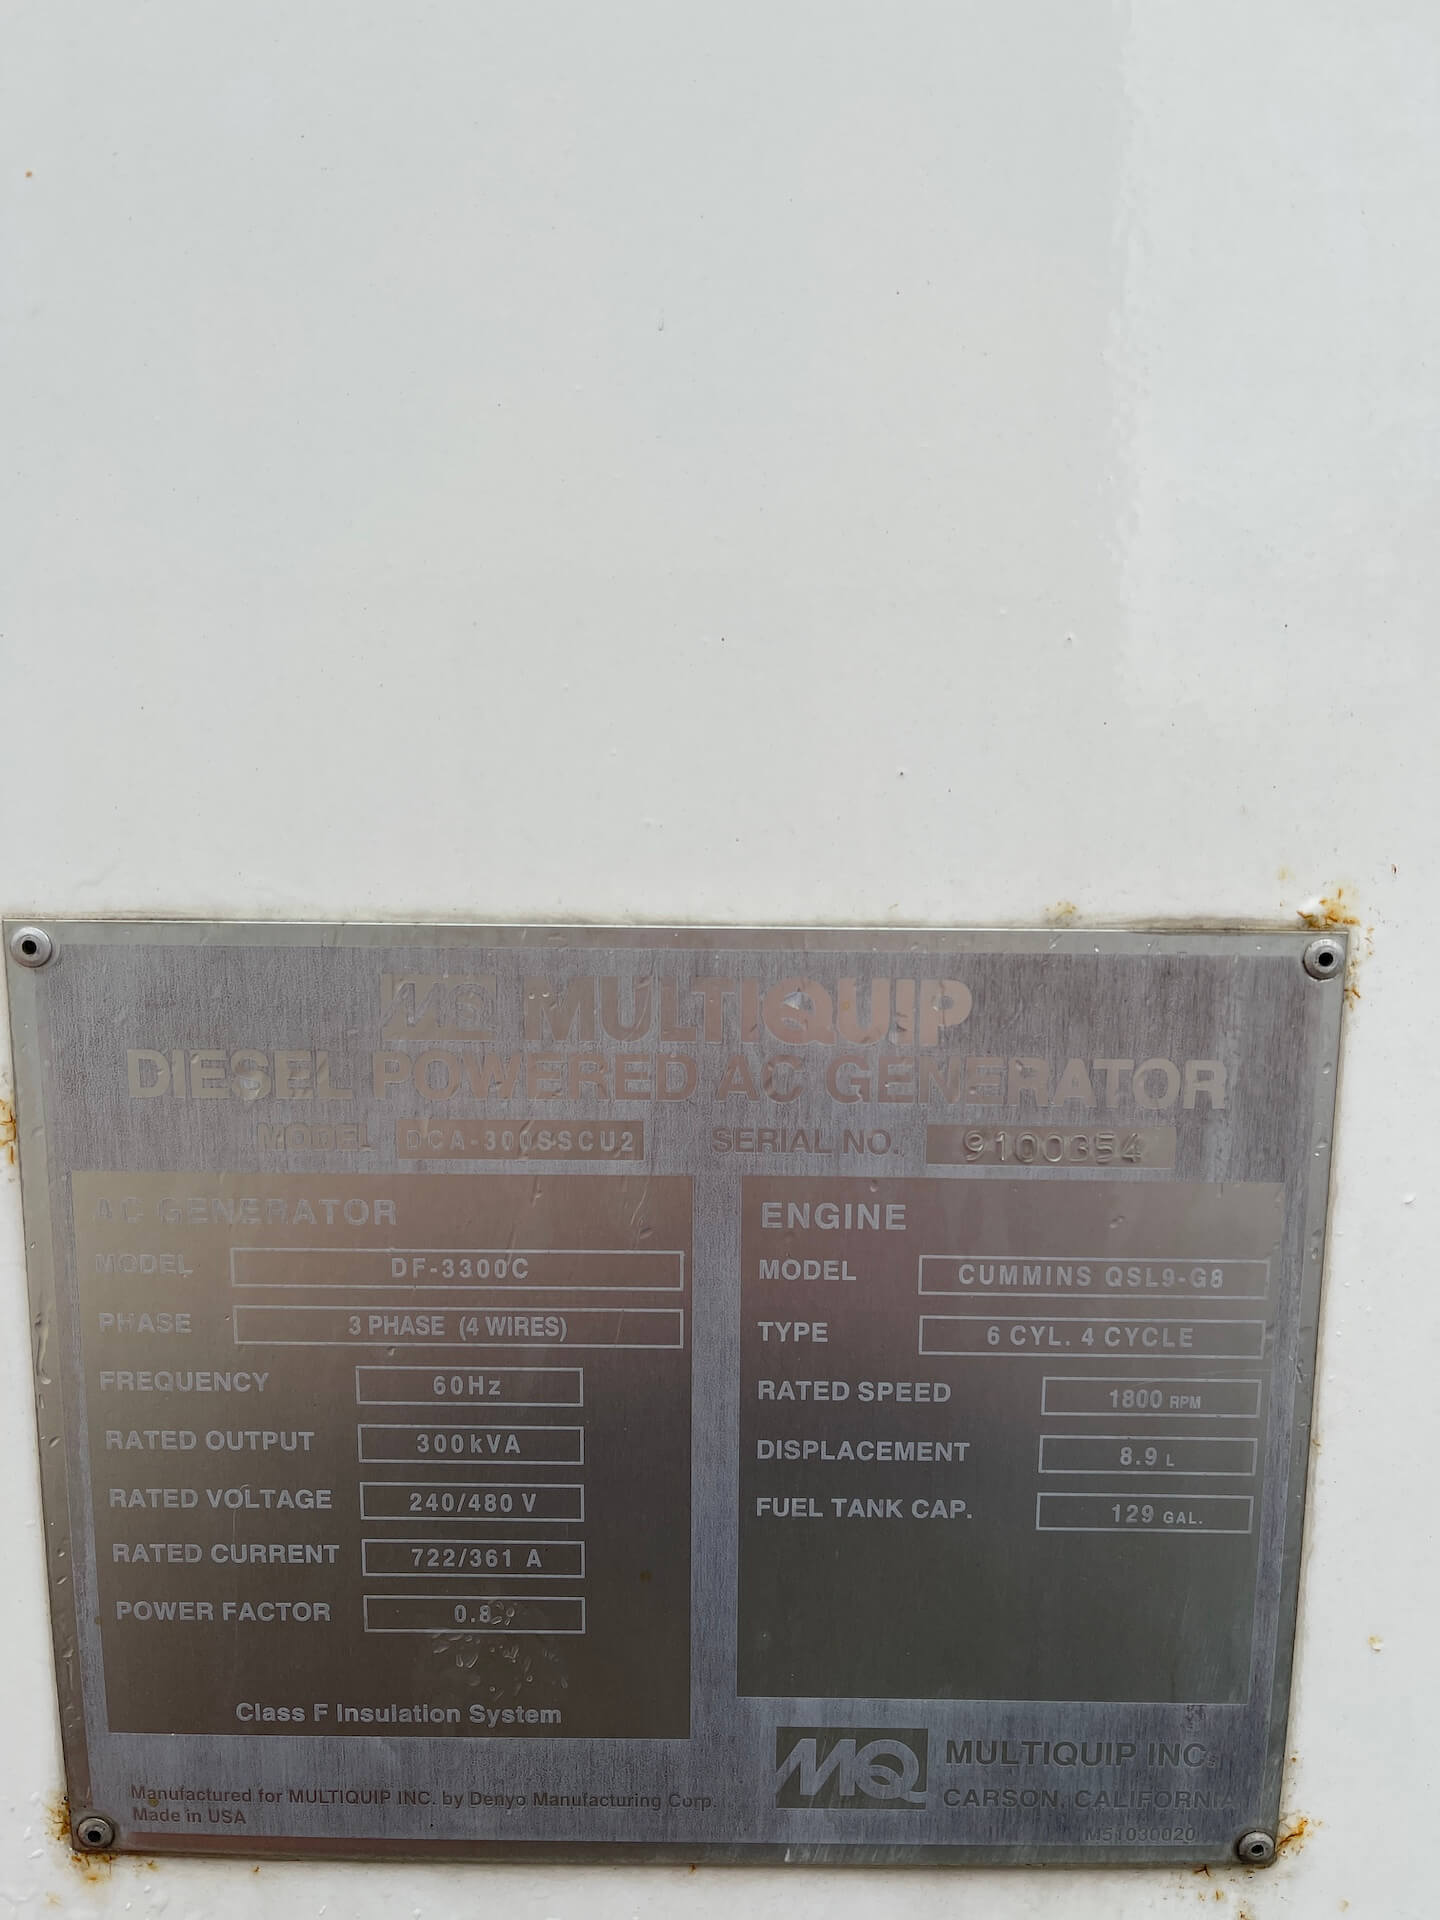 MQ MULTIQUIP
DIESEL POWERED AC GENERATOR
MODEL DCA-300SSCU2 SERIAL NO. 9100354
AC GENERATOR
MODEL DF-3300C
PHASE 3 PHASE (4 WIRES)
FREQUENCY 60Hz
RATED OUTPUT 300kVA
RATED VOLTAGE 240/480 V
RATED CURRENT 722/361 A
POWER FACTOR 0.8
Class F Insulation System
ENGINE
MODEL CUMMINS QSL9-G8
TYPE 6 CYL. 4 CYCLE
RATED SPEED 1800 RPM
DISPLACEMENT 8.9 L
FUEL TANK CAP. 129 GAL.
Manufactured for MULTIQUIP INC. by Denyo Manufacturing Corp.
Made in USA
MQ MULTIQUIP INC.
CARSON, CALIFORNIA
M51030020